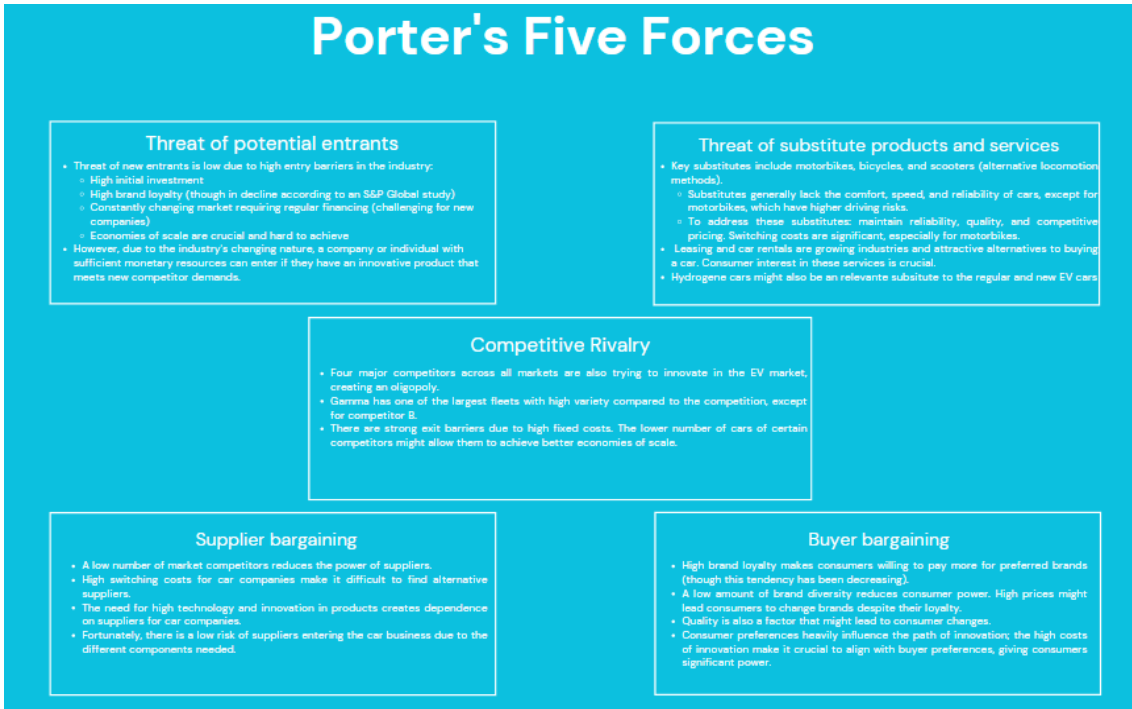 Porter's Five Forces
Threat of potential entrants
• Threat of new entrants is low due to high entry barriers in the industry:
◦ High initial investment
◦ High brand loyalty (though in decline according to an S&P Global study)
◦ Constantly changing market requiring regular financing (challenging for new
companies)
◦ Economies of scale are crucial and hard to achieve
• However, due to the industry's changing nature, a company or individual with
sufficient monetary resources can enter if they have an innovative product that
meets new competitor demands.
Threat of substitute products and services
• Key substitutes include motorbikes, bicycles, and scooters (alternative locomotion
methods).
◦ Substitutes generally lack the comfort, speed, and reliability of cars, except for
motorbikes, which have higher driving risks.
◦ To address these substitutes: maintain reliability, quality, and competitive
pricing. Switching costs are significant, especially for motorbikes.
• Leasing and car rentals are growing industries and attractive alternatives to buying
a car. Consumer interest in these services is crucial.
• Hydrogene cars might also be an relevante subsitute to the regular and new EV cars
Competitive Rivalry
• Four major competitors across all markets are also trying to innovate in the EV market,
creating an oligopoly.
• Gamma has one of the largest fleets with high variety compared to the competition, except
for competitor B.
• There are strong exit barriers due to high fixed costs. The lower number of cars of certain
competitors might allow them to achieve better economies of scale.
Supplier bargaining
• A low number of market competitors reduces the power of suppliers.
• High switching costs for car companies make it difficult to find alternative
suppliers.
• The need for high technology and innovation in products creates dependence
on suppliers for car companies.
• Fortunately, there is a low risk of suppliers entering the car business due to the
different components needed.
Buyer bargaining
• High brand loyalty makes consumers willing to pay more for preferred brands
(though this tendency has been decreasing).
• A low amount of brand diversity reduces consumer power. High prices might
lead consumers to change brands despite their loyalty.
• Quality is also a factor that might lead to consumer changes.
• Consumer preferences heavily influence the path of innovation; the high costs
of innovation make it crucial to align with buyer preferences, giving consumers
significant power.